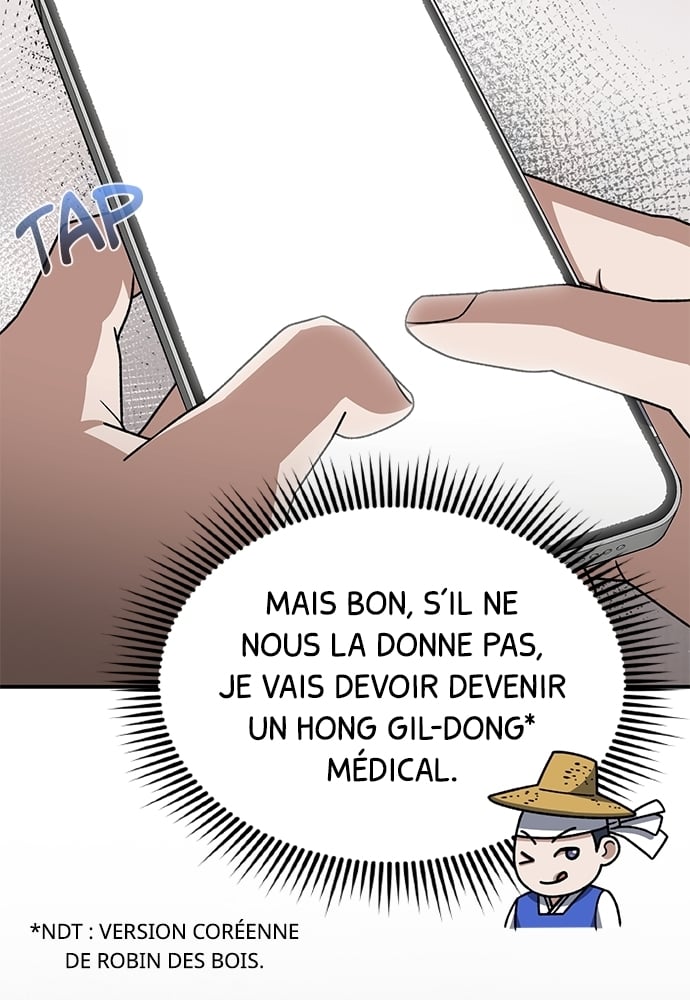 TAP
MAIS BON, S'IL NE
NOUS LA DONNE PAS,
JE VAIS DEVOIR DEVENIR
UN HONG GIL-DONG*
MÉDICAL.
*NDT : VERSION CORÉENNE
DE ROBIN DES BOIS.